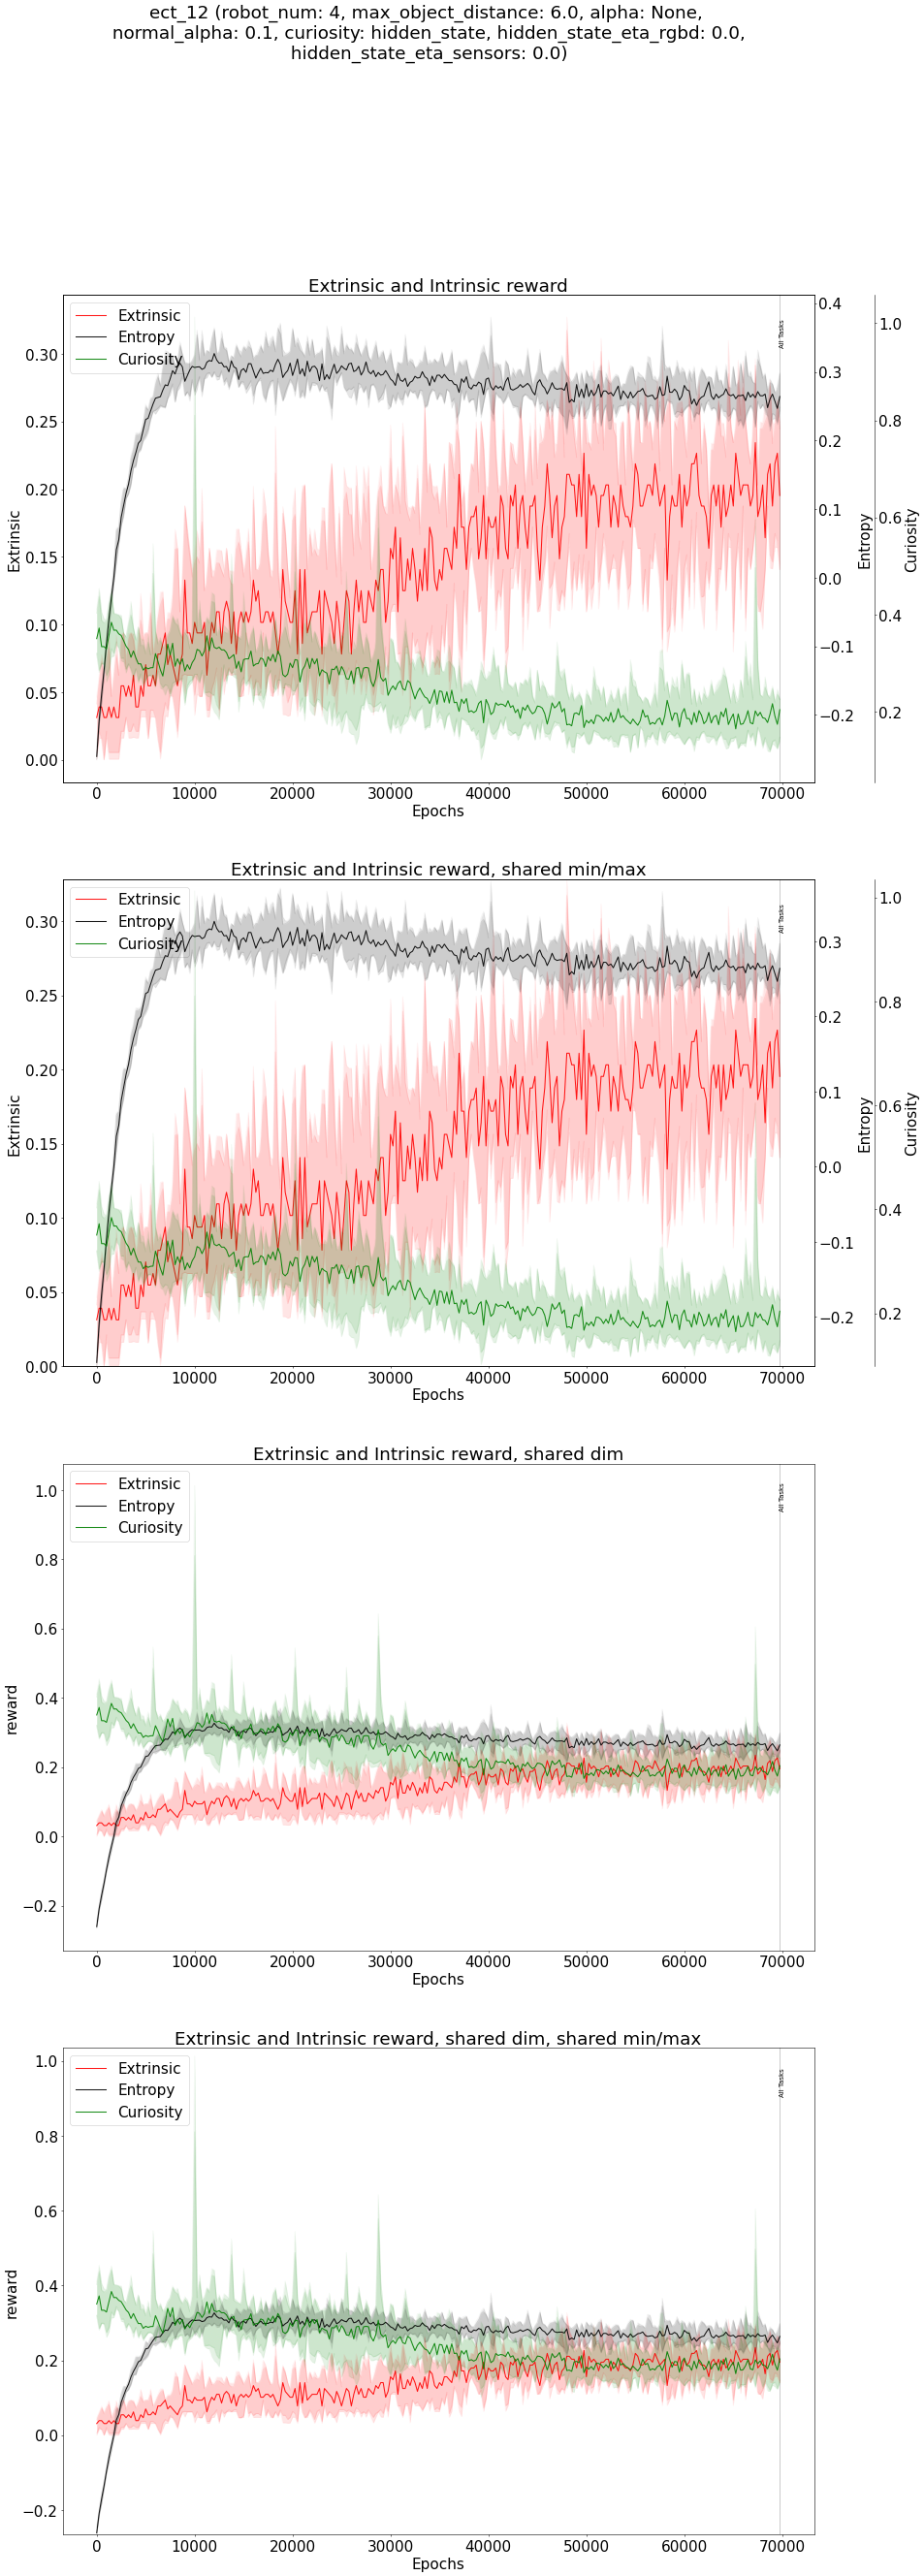 ect_12 (robot_num: 4, max_object_distance: 6.0, alpha: None,
normal_alpha: 0.1, curiosity: hidden_state, hidden_state_eta_rgbd: 0.0,
hidden_state_eta_sensors: 0.0)
Extrinsic and Intrinsic reward
Extrinsic
Entropy
Curiosity
All Tasks
0.30
0.25
0.20
0.15
0.10
0.05
0.00
Extrinsic
0.4
0.3
0.2
0.1
0.0
−0.1
−0.2
Entropy
1.0
0.8
0.6
0.4
0.2
Curiosity
0 10000 20000 30000 40000 50000 60000 70000
Epochs
Extrinsic and Intrinsic reward, shared min/max
Extrinsic
Entropy
Curiosity
All Tasks
0.30
0.25
0.20
0.15
0.10
0.05
0.00
Extrinsic
0.3
0.2
0.1
0.0
−0.1
−0.2
Entropy
1.0
0.8
0.6
0.4
0.2
Curiosity
0 10000 20000 30000 40000 50000 60000 70000
Epochs
Extrinsic and Intrinsic reward, shared dim
Extrinsic
Entropy
Curiosity
All Tasks
1.0
0.8
0.6
0.4
0.2
0.0
−0.2
reward
0 10000 20000 30000 40000 50000 60000 70000
Epochs
Extrinsic and Intrinsic reward, shared dim, shared min/max
Extrinsic
Entropy
Curiosity
All Tasks
1.0
0.8
0.6
0.4
0.2
0.0
−0.2
reward
0 10000 20000 30000 40000 50000 60000 70000
Epochs